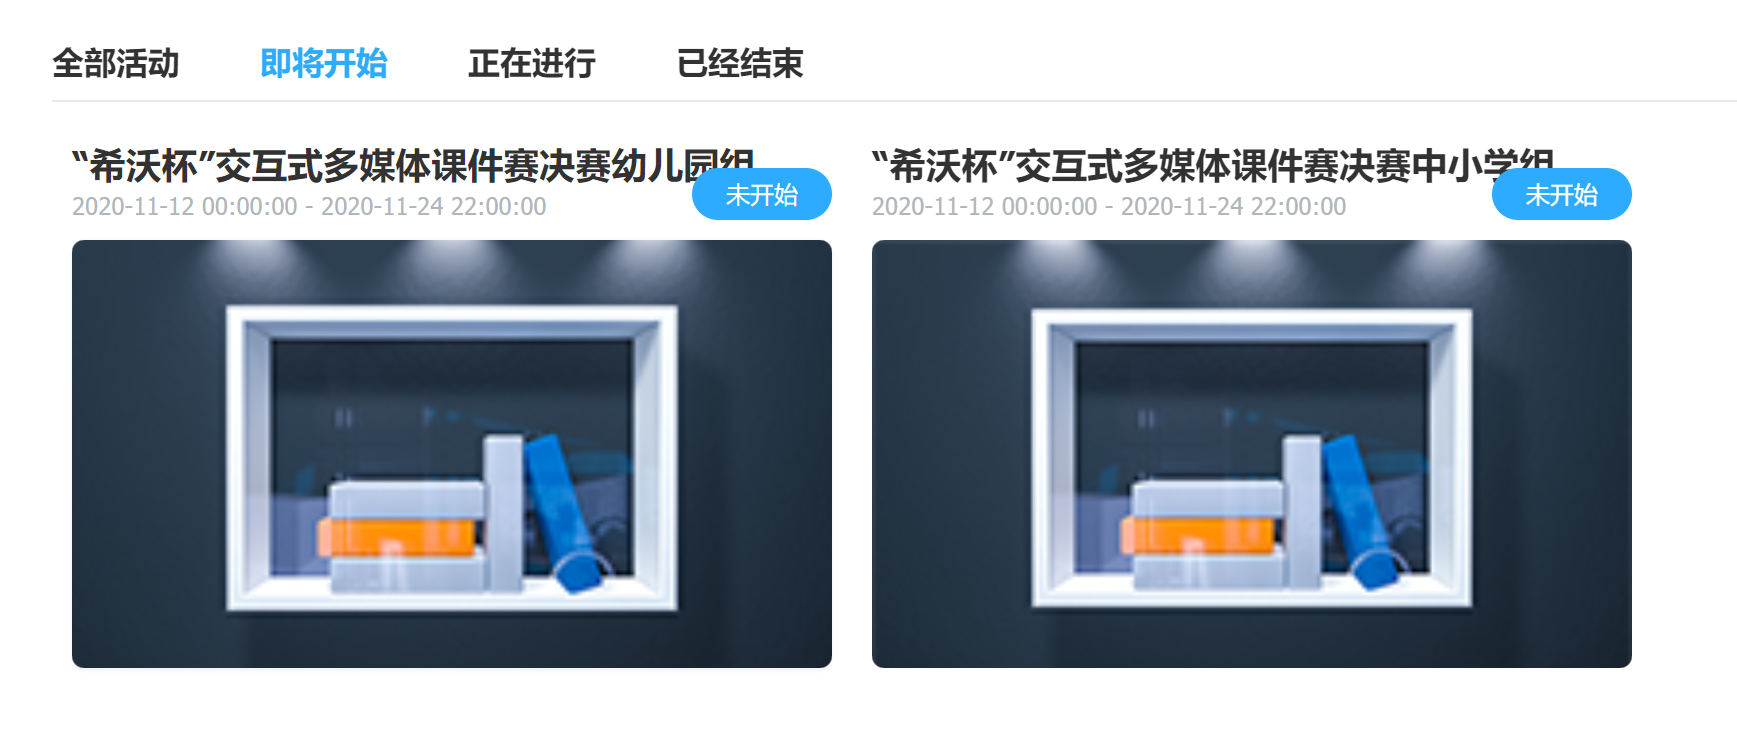 全部活动 即将开始 正在进行 已经结束
“希沃杯”交互式多媒体课件赛决赛幼儿园组
2020-11-12 00:00:00 - 2020-11-24 22:00:00
未开始
“希沃杯”交互式多媒体课件赛决赛中小学组
2020-11-12 00:00:00 - 2020-11-24 22:00:00
未开始